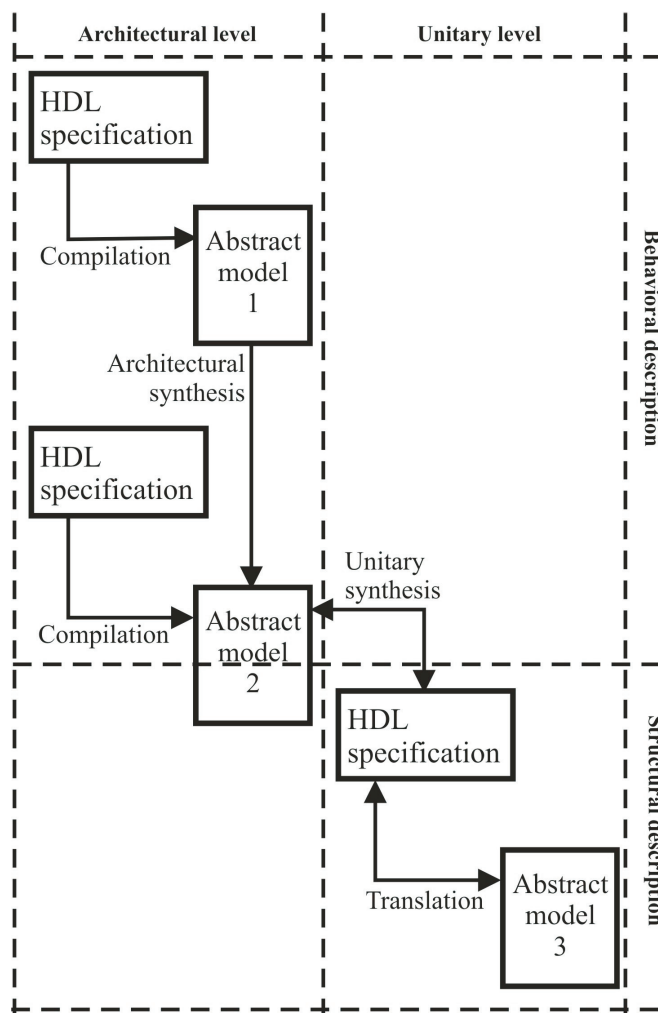 Architectural level
Unitary level
HDL
specification
Compilation
Abstract
model
1
Behavioral description
Architectural
synthesis
HDL
specification
Compilation
Abstract
model
2
Unitary
synthesis
HDL
specification
Structural description
Translation
Abstract
model
3